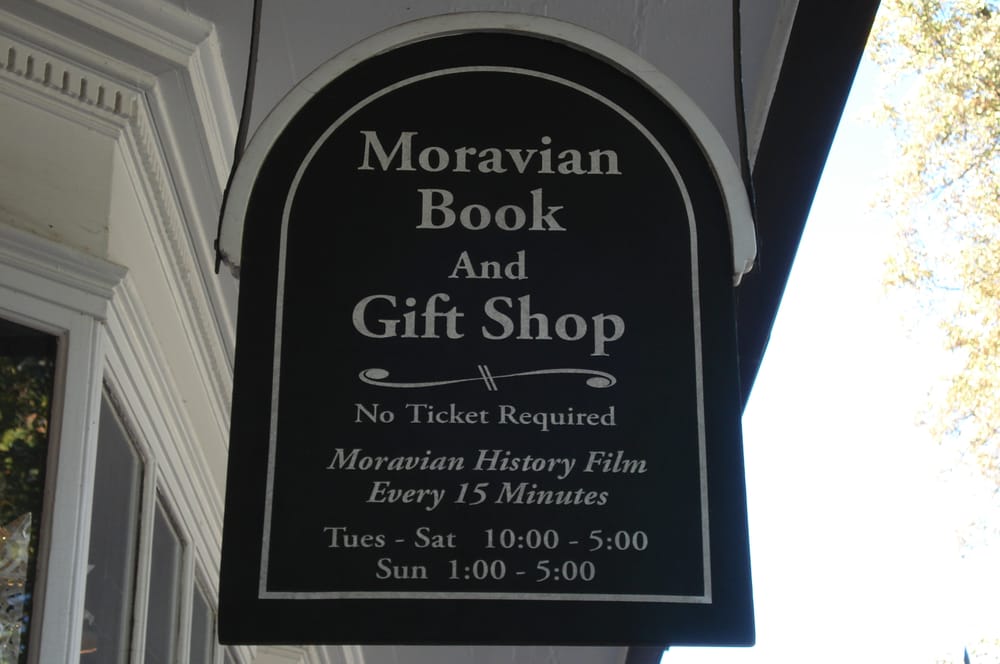 Moravian
Book
And
Gift Shop
No Ticket Required
Moravian History Film
Every 15 Minutes
Tues - Sat 10:00 - 5:00
Sun 1:00 - 5:00